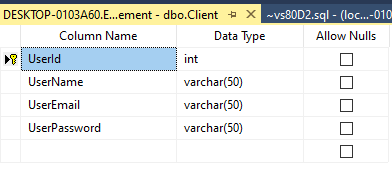 DESKTOP-0103A60.E...ement - dbo.Client ~vs80D2.sql - (loc...-010
Column Name Data Type Allow Nulls
UserId int
UserName varchar(50)
UserEmail varchar(50)
UserPassword varchar(50)